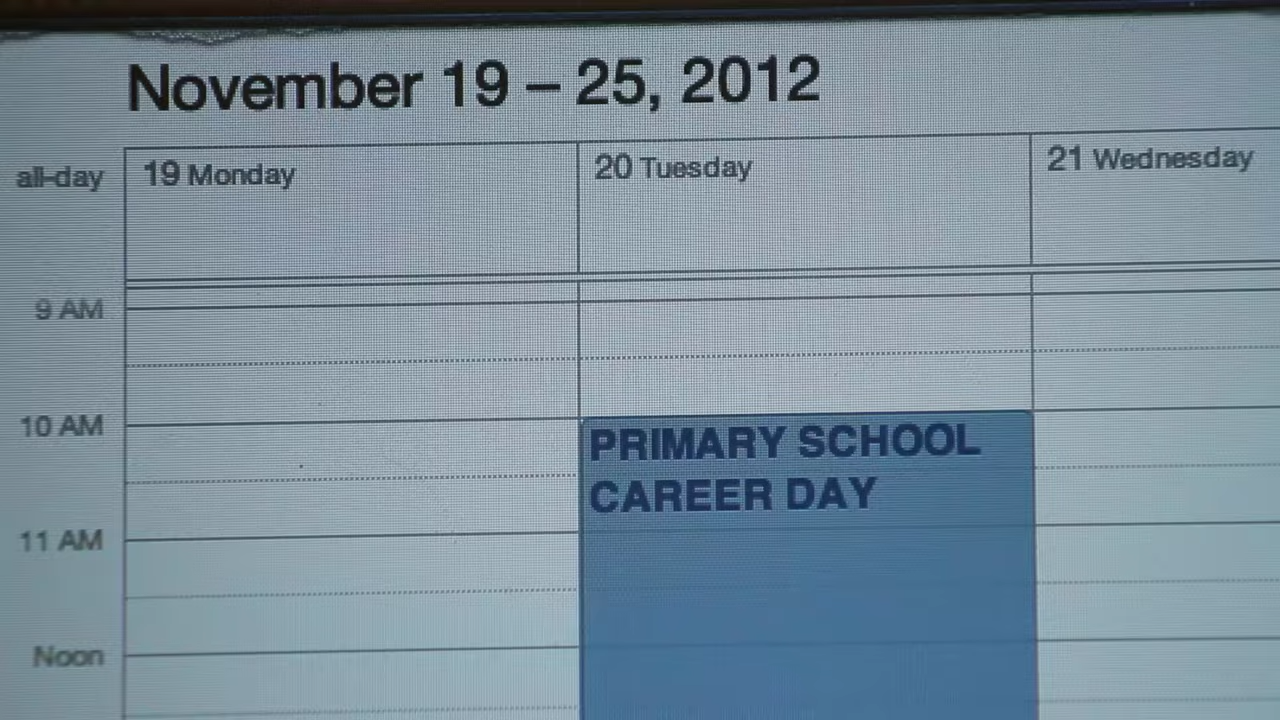 November 19 – 25, 2012
all-day
19 Monday
20 Tuesday
21 Wednesday
9 AM
10 AM
PRIMARY SCHOOL
CAREER DAY
11 AM
Noon